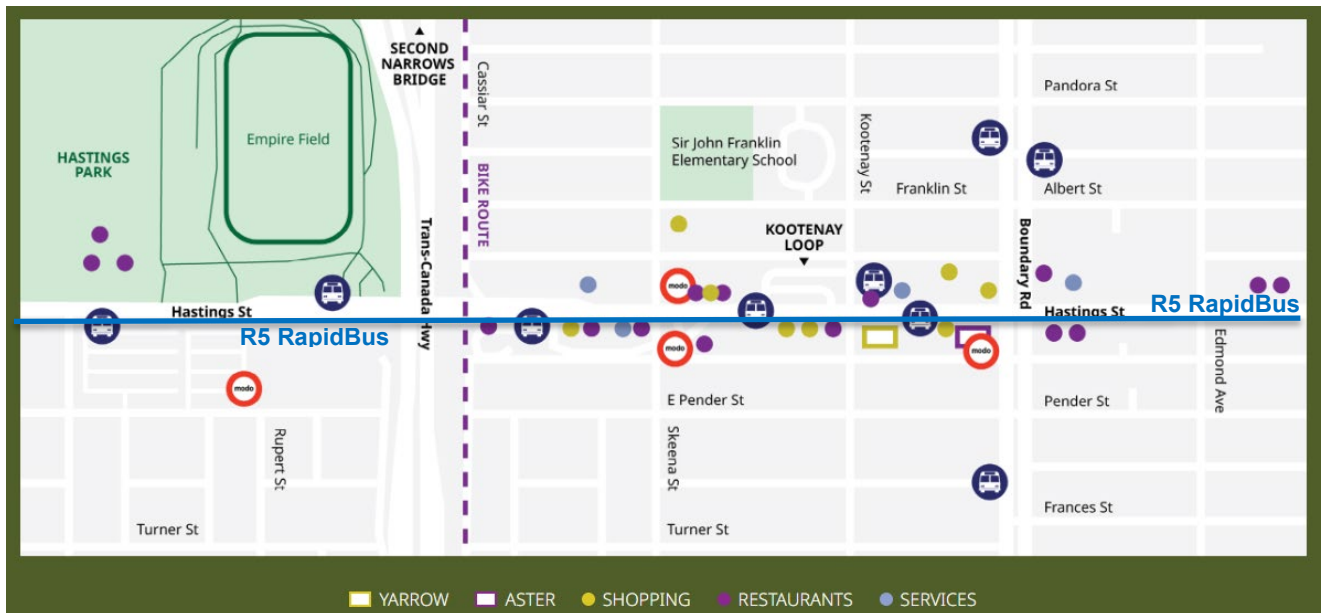 SECOND
NARROWS
BRIDGE
Cassiar St
Pandora St
Empire Field
Sir John Franklin
Elementary School
Kootenay St
HASTINGS
PARK
BIKE ROUTE
Franklin St
Albert St
Trans-Canada Hwy
KOOTENAY
LOOP
Boundary Rd
modo
Hastings St
Hastings St
R5 RapidBus
R5 RapidBus
modo
modo
Edmond Ave
modo
E Pender St
Pender St
Rupert St
Skeena St
Frances St
Turner St
Turner St
YARROW
ASTER
SHOPPING
RESTAURANTS
SERVICES